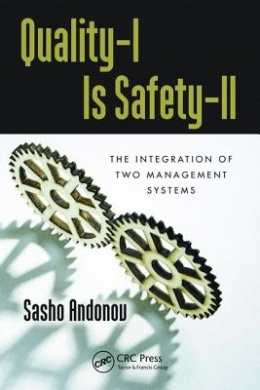 Quality-I
Is Safety-II
THE INTEGRATION OF
TWO MANAGEMENT
SYSTEMS
Sasho Andonov
CRC Press
Taylor & Francis Group